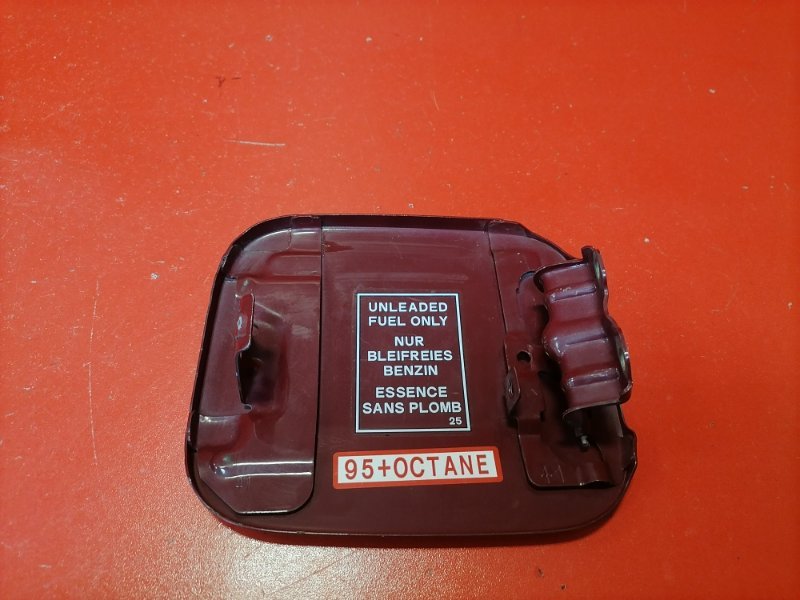 UNLEADED
FUEL ONLY
NUR
BLEIFREIES
BENZIN
ESSENCE
SANS PLOMB
25
95+OCTANE